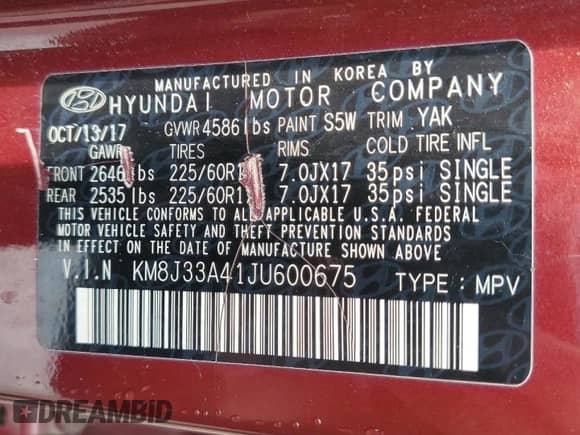 MANUFACTURED IN KOREA BY
HYUNDAI MOTOR COMPANY
OCT/13/17 GVWR 4586lbs PAINT S5W TRIM YAK
GAWR TIRES RIMS COLD TIRE INFL
FRONT 2646 lbs 225/60R1 7.0JX17 35psi SINGLE
REAR 2535lbs 225/60R1 7.0JX17 35psi SINGLE
THIS VEHICLE CONFORMS TO ALL APPLICABLE U.S.A. FEDERAL
MOTOR VEHICLE SAFETY AND THEFT PREVENTION STANDARDS
IN EFFECT ON THE DATE OF MANUFACTURE SHOWN ABOVE
V.I.N KM8J33A41JU600675 TYPE : MPV
DREAMBID